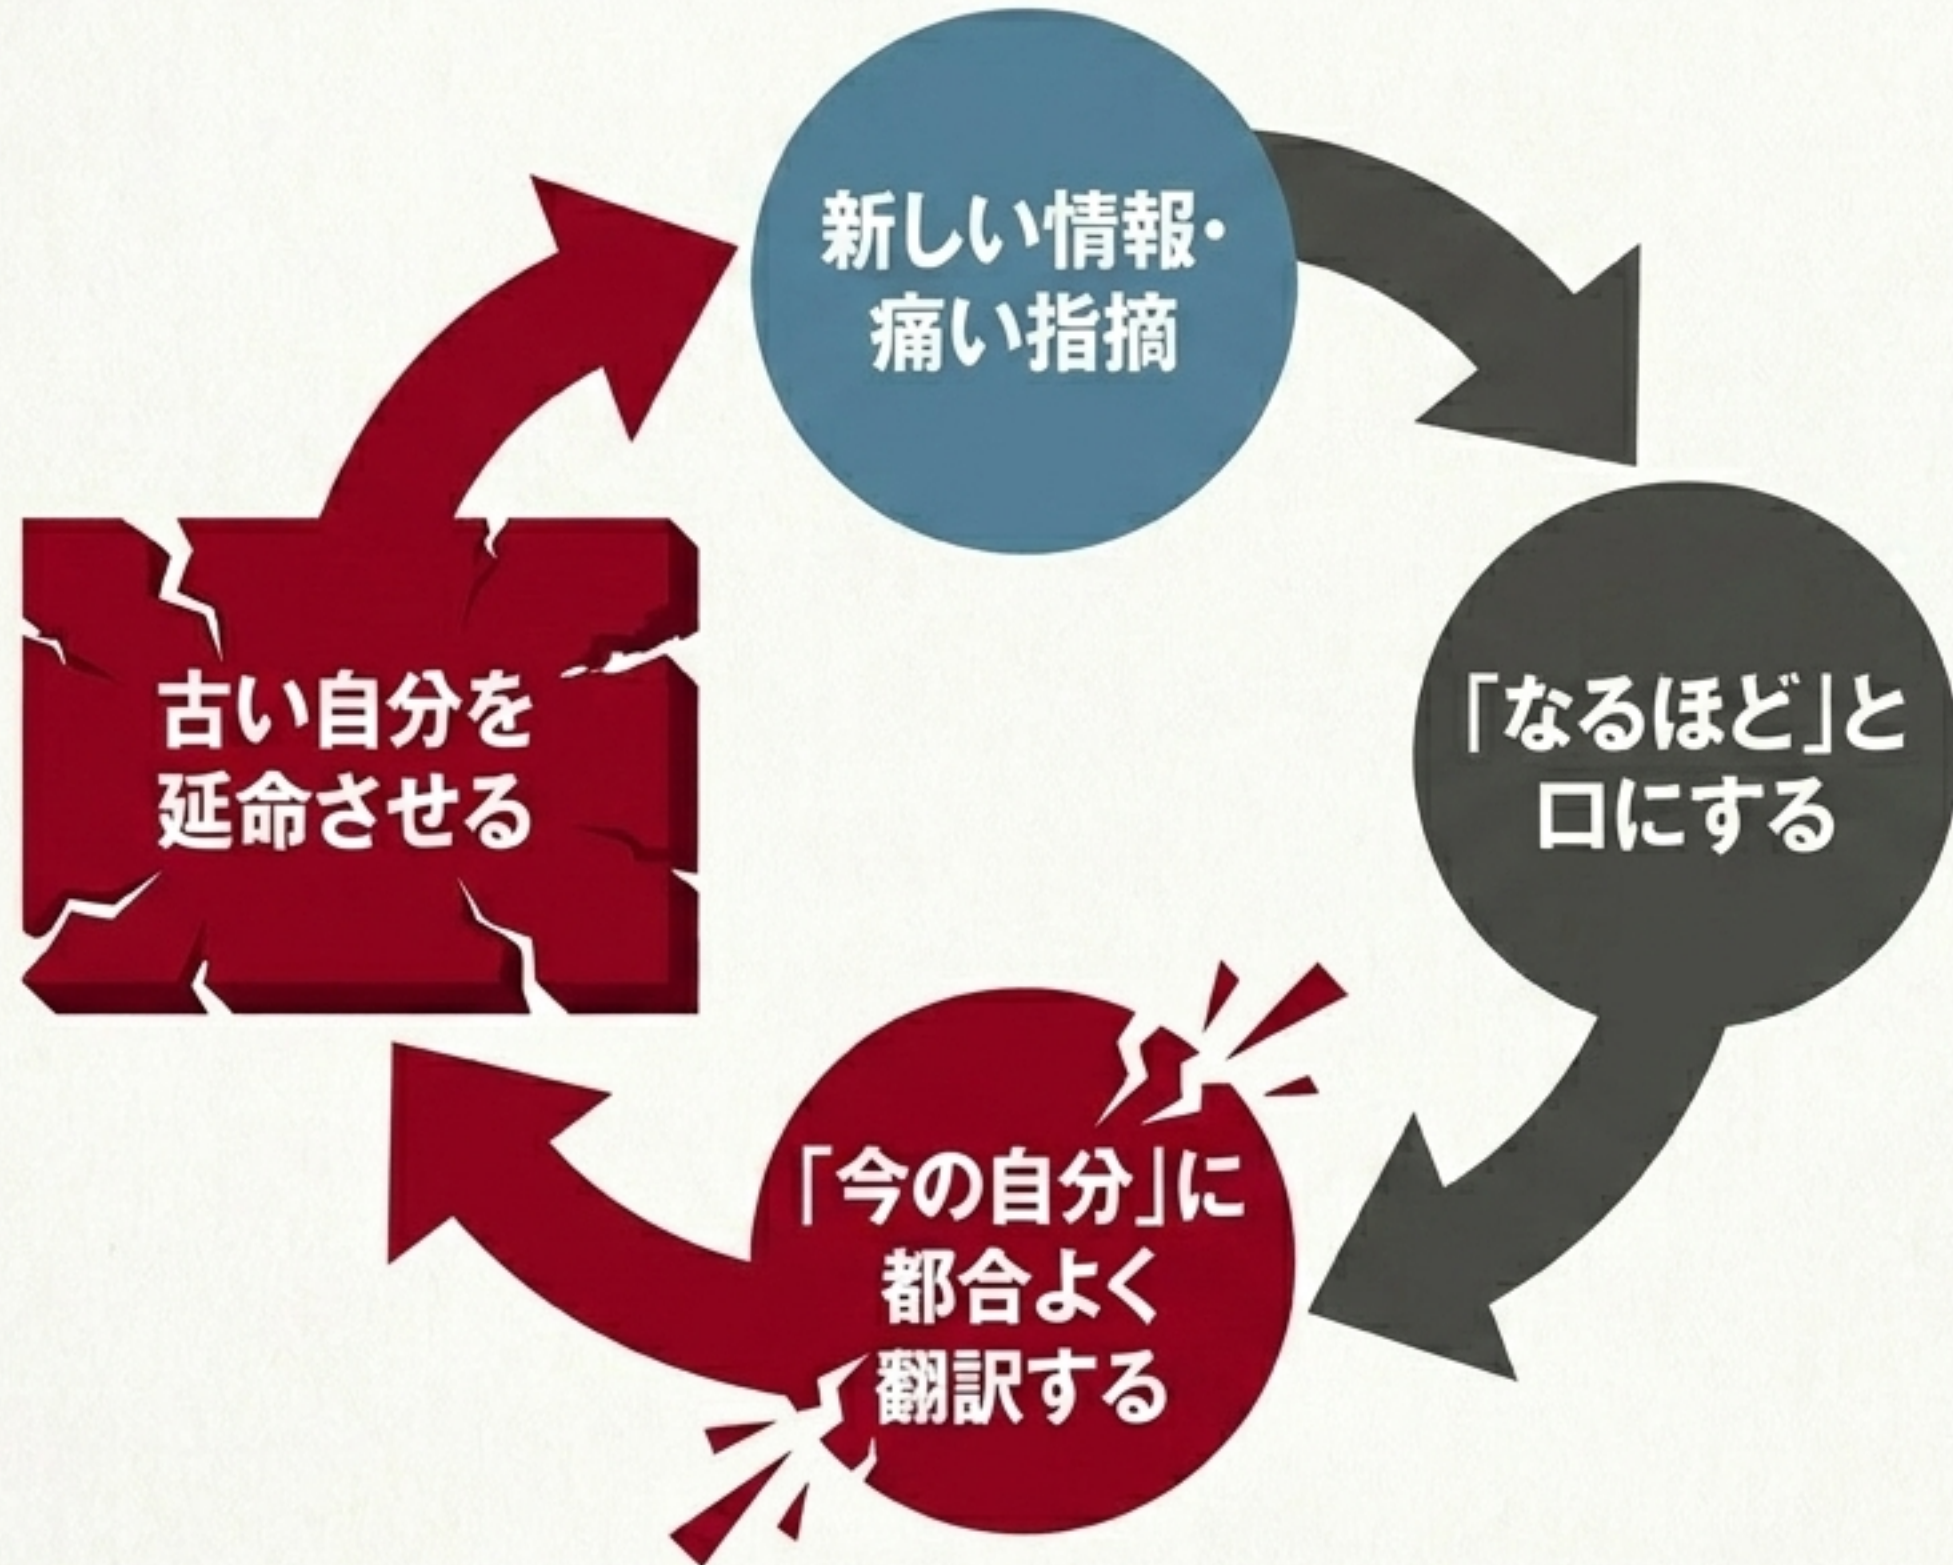 新しい情報・
痛い指摘
「なるほど」と
口にする
「今の自分」に
都合よく
翻訳する
古い自分を
延命させる